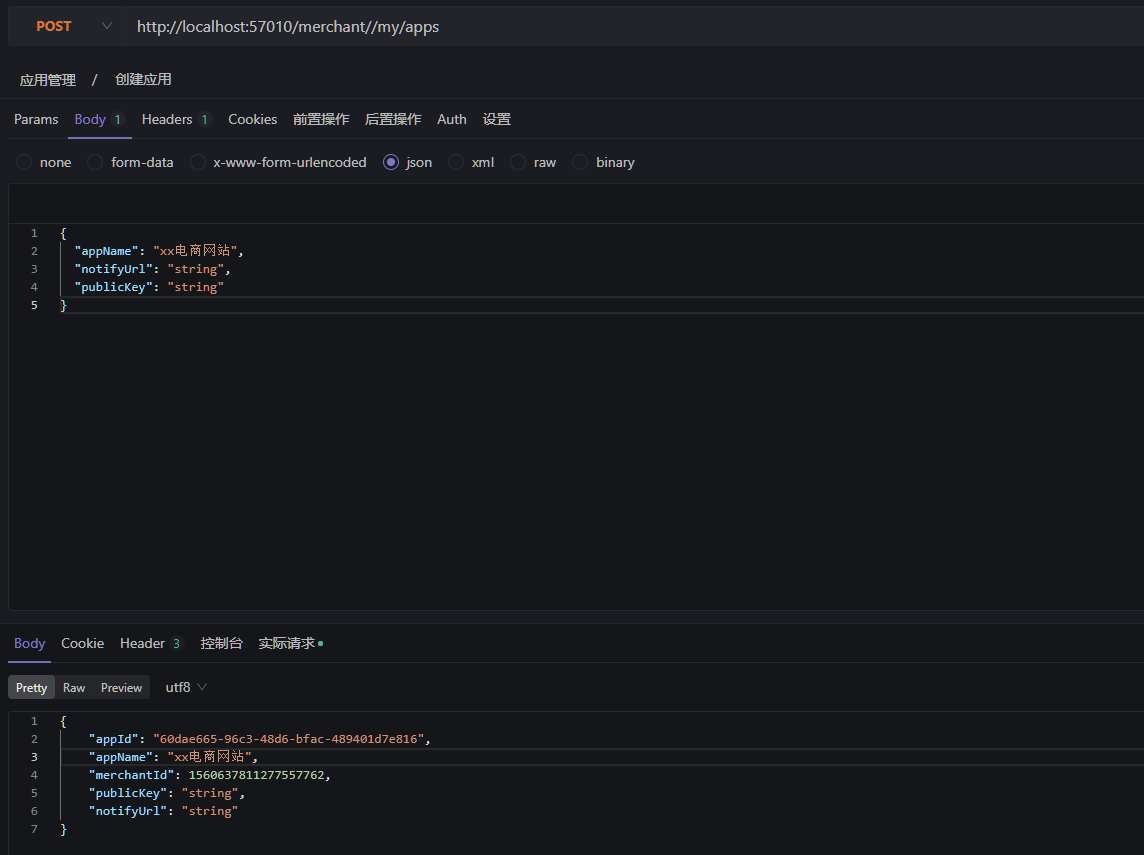 POST http://localhost:57010/merchant//my/apps
应用管理 / 创建应用
Params Body 1 Headers 1 Cookies 前置操作 后置操作 Auth 设置
none form-data x-www-form-urlencoded json xml raw binary
1 {
2 "appName": "xx电商网站",
3 "notifyUrl": "string",
4 "publicKey": "string"
5 }
Body Cookie Header 3 控制台 实际请求
Pretty Raw Preview utf8
1 {
2 "appId": "60dae665-96c3-48d6-bfac-489401d7e816",
3 "appName": "xx电商网站",
4 "merchantId": 1560637811277557762,
5 "publicKey": "string",
6 "notifyUrl": "string"
7 }